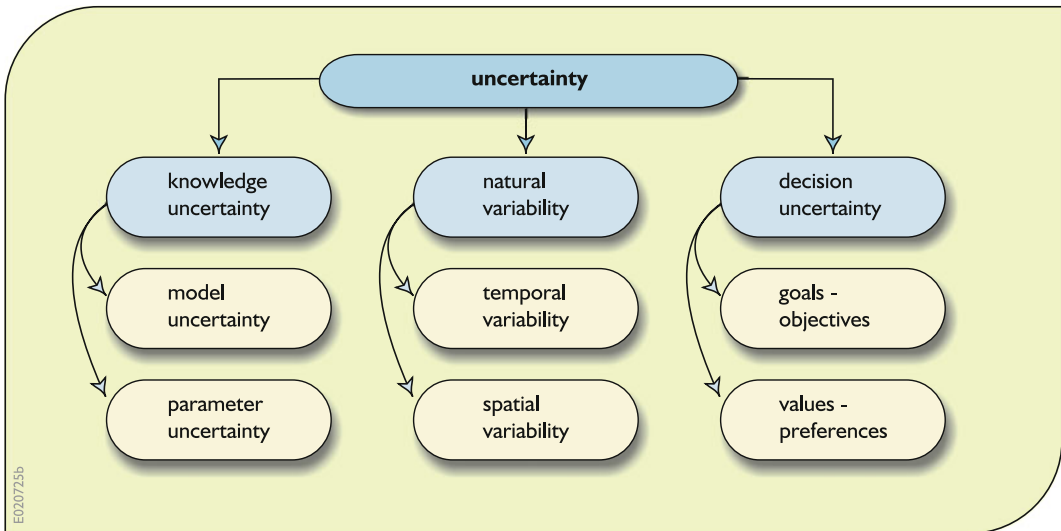 uncertainty
knowledge
uncertainty
natural
variability
decision
uncertainty
model
uncertainty
temporal
variability
goals -
objectives
parameter
uncertainty
spatial
variability
values -
preferences
E020725b